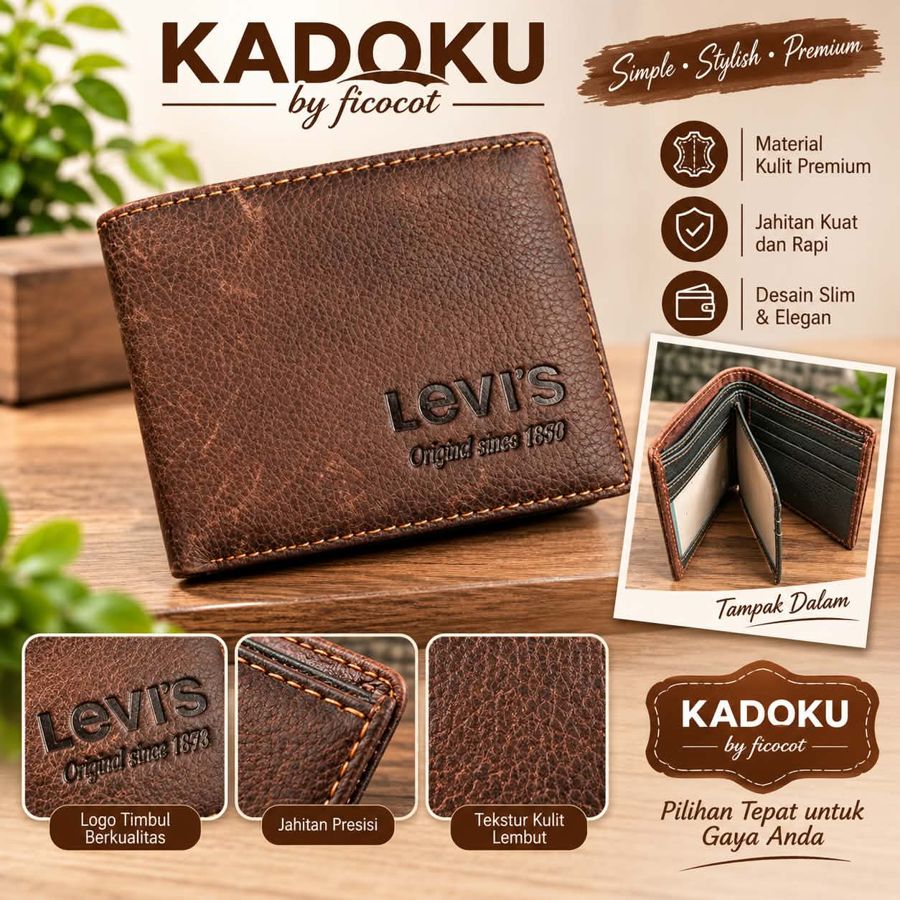 KADOKU
by ficocot
Simple • Stylish • Premium
Material
Kulit Premium
Jahitan Kuat
dan Rapi
Desain Slim
& Elegan
LeVI'S
Original since 1850
Tampak Dalam
LeVI'S
Original since 1878
Logo Timbul
Berkualitas
Jahitan Presisi
Tekstur Kulit
Lembut
KADOKU
by ficocot
Pilihan Tepat untuk
Gaya Anda